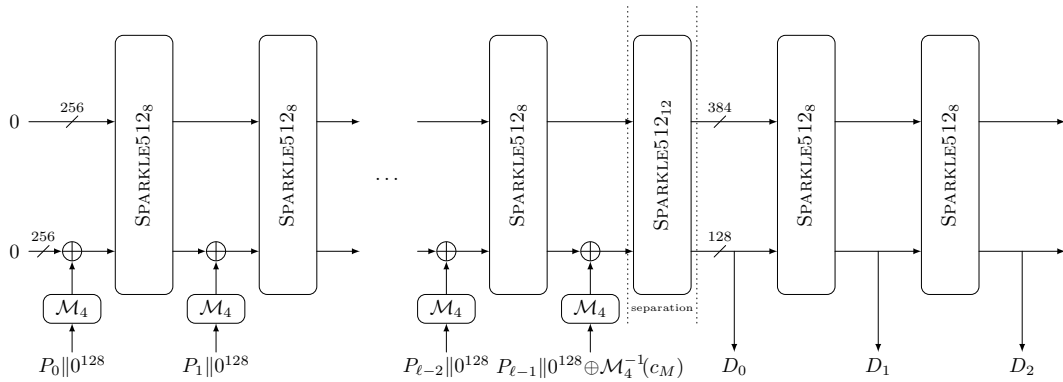 256 384
0
SPARKLE512₈ SPARKLE512₈ SPARKLE512₈ SPARKLE512₁₂ SPARKLE512₈ SPARKLE512₈
...
256 128
0
M₄ M₄ M₄ M₄
separation
P₀‖0¹²⁸ P₁‖0¹²⁸ P_{ℓ−2}‖0¹²⁸ P_{ℓ−1}‖0¹²⁸⊕M₄⁻¹(c_M) D₀ D₁ D₂